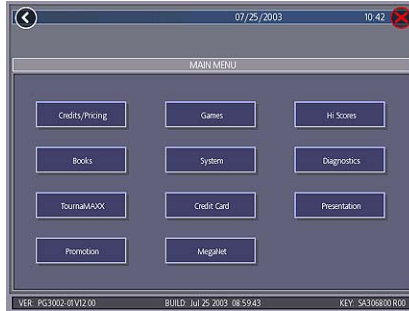 07/25/2003 10:42
MAIN MENU
Credits/Pricing Games Hi Scores
Books System Diagnostics
TournaMAXX Credit Card Presentation
Promotion MegaNet
VER: PG3002-01V12.00 BUILD: Jul 25 2003 08:59:43 KEY: SA306800 R00